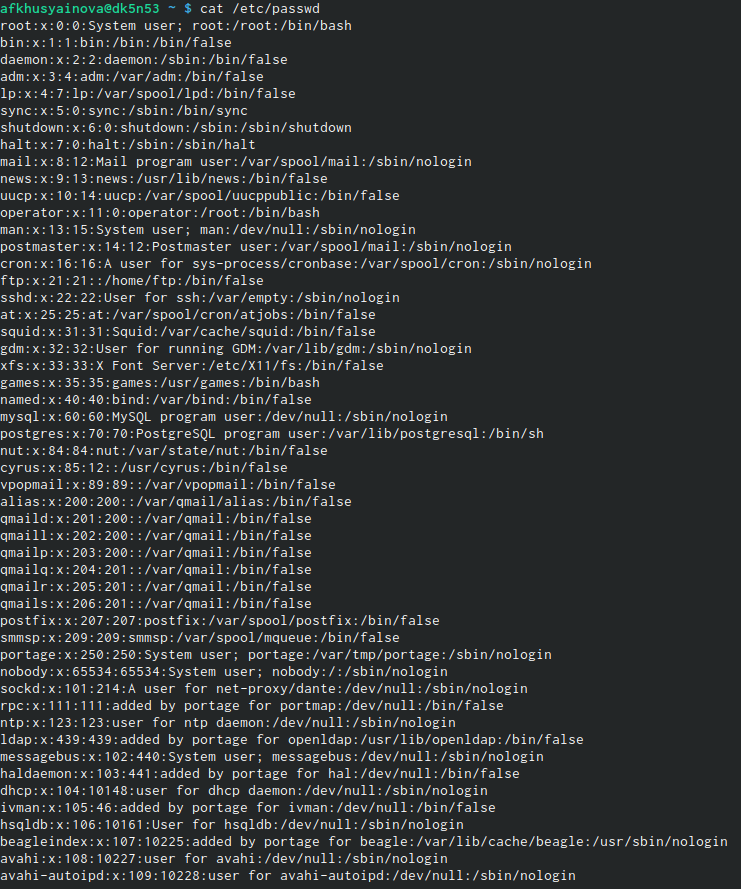 afkhusyainova@dk5n53 ~ $ cat /etc/passwd
root:x:0:0:System user; root:/root:/bin/bash
bin:x:1:1:bin:/bin:/bin/false
daemon:x:2:2:daemon:/sbin:/bin/false
adm:x:3:4:adm:/var/adm:/bin/false
lp:x:4:7:lp:/var/spool/lpd:/bin/false
sync:x:5:0:sync:/sbin:/bin/sync
shutdown:x:6:0:shutdown:/sbin:/sbin/shutdown
halt:x:7:0:halt:/sbin:/sbin/halt
mail:x:8:12:Mail program user:/var/spool/mail:/sbin/nologin
news:x:9:13:news:/usr/lib/news:/bin/false
uucp:x:10:14:uucp:/var/spool/uucppublic:/bin/false
operator:x:11:0:operator:/root:/bin/bash
man:x:13:15:System user; man:/dev/null:/sbin/nologin
postmaster:x:14:12:Postmaster user:/var/spool/mail:/sbin/nologin
cron:x:16:16:A user for sys-process/cronbase:/var/spool/cron:/sbin/nologin
ftp:x:21:21::/home/ftp:/bin/false
sshd:x:22:22:User for ssh:/var/empty:/sbin/nologin
at:x:25:25:at:/var/spool/cron/atjobs:/bin/false
squid:x:31:31:Squid:/var/cache/squid:/bin/false
gdm:x:32:32:User for running GDM:/var/lib/gdm:/sbin/nologin
xfs:x:33:33:X Font Server:/etc/X11/fs:/bin/false
games:x:35:35:games:/usr/games:/bin/bash
named:x:40:40:bind:/var/bind:/bin/false
mysql:x:60:60:MySQL program user:/dev/null:/sbin/nologin
postgres:x:70:70:PostgreSQL program user:/var/lib/postgresql:/bin/sh
nut:x:84:84:nut:/var/state/nut:/bin/false
cyrus:x:85:12::/usr/cyrus:/bin/false
vpopmail:x:89:89::/var/vpopmail:/bin/false
alias:x:200:200::/var/qmail/alias:/bin/false
qmaild:x:201:200::/var/qmail:/bin/false
qmaill:x:202:200::/var/qmail:/bin/false
qmailp:x:203:200::/var/qmail:/bin/false
qmailq:x:204:201::/var/qmail:/bin/false
qmailr:x:205:201::/var/qmail:/bin/false
qmails:x:206:201::/var/qmail:/bin/false
postfix:x:207:207:postfix:/var/spool/postfix:/bin/false
smmsp:x:209:209:smmsp:/var/spool/mqueue:/bin/false
portage:x:250:250:System user; portage:/var/tmp/portage:/sbin/nologin
nobody:x:65534:65534:System user; nobody:/:/sbin/nologin
sockd:x:101:214:A user for net-proxy/dante:/dev/null:/sbin/nologin
rpc:x:111:111:added by portage for portmap:/dev/null:/bin/false
ntp:x:123:123:user for ntp daemon:/dev/null:/sbin/nologin
ldap:x:439:439:added by portage for openldap:/usr/lib/openldap:/bin/false
messagebus:x:102:440:System user; messagebus:/dev/null:/sbin/nologin
haldaemon:x:103:441:added by portage for hal:/dev/null:/bin/false
dhcp:x:104:10148:user for dhcp daemon:/dev/null:/sbin/nologin
ivman:x:105:46:added by portage for ivman:/dev/null:/bin/false
hsqldb:x:106:10161:User for hsqldb:/dev/null:/sbin/nologin
beagleindex:x:107:10225:added by portage for beagle:/var/lib/cache/beagle:/usr/sbin/nologin
avahi:x:108:10227:user for avahi:/dev/null:/sbin/nologin
avahi-autoipd:x:109:10228:user for avahi-autoipd:/dev/null:/sbin/nologin